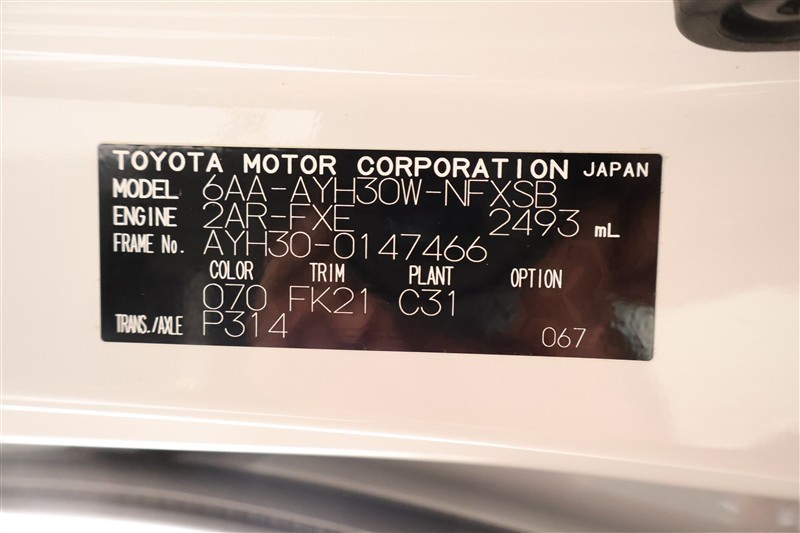 TOYOTA MOTOR CORPORATION JAPAN
MODEL 6AA-AYH30W-NFXSB
ENGINE 2AR-FXE 2493 mL
FRAME No. AYH30-0147466
COLOR TRIM PLANT OPTION
070 FK21 C31
TRANS./AXLE P314 067